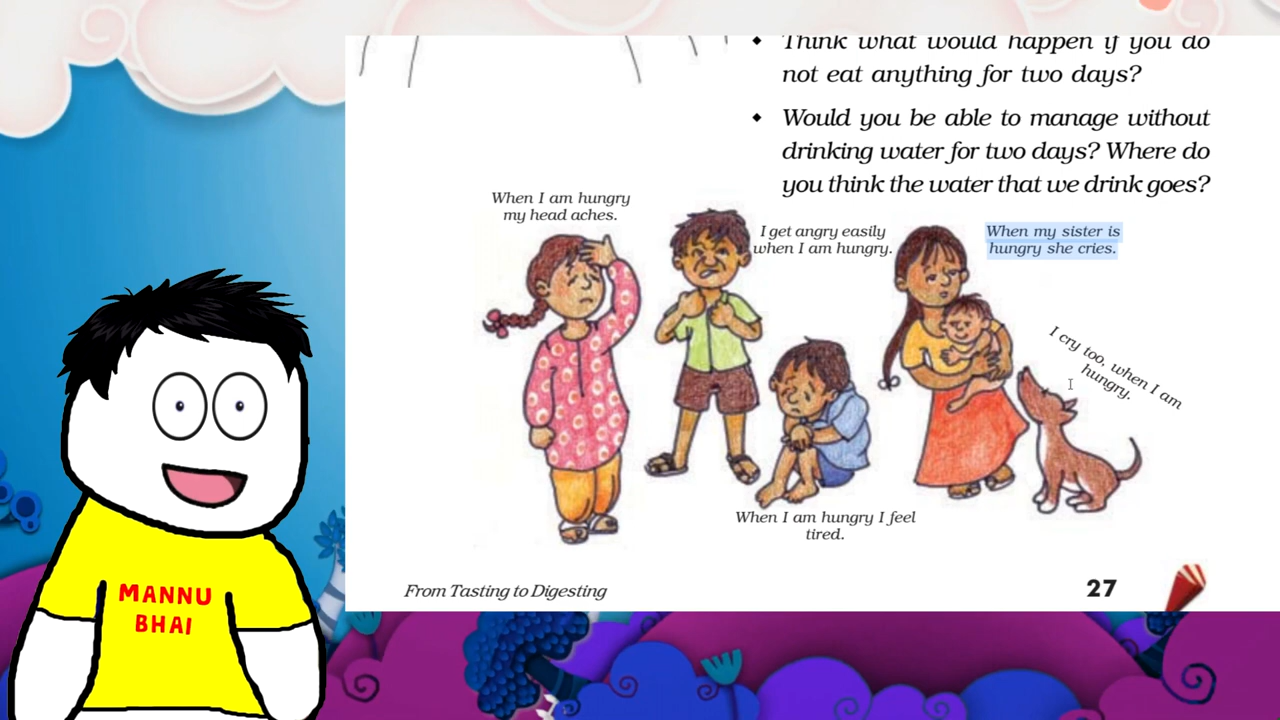 Think what would happen if you do
not eat anything for two days?
Would you be able to manage without
drinking water for two days? Where do
you think the water that we drink goes?
When I am hungry
my head aches.
I get angry easily
when I am hungry.
When my sister is
hungry she cries.
I cry too, when I am
hungry.
When I am hungry I feel
tired.
MANNU
BHAI
From Tasting to Digesting
27